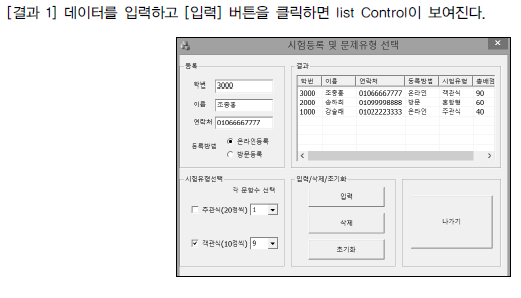 [결과 1] 데이터를 입력하고 [입력] 버튼을 클릭하면 list Control이 보여진다.
시험등록 및 문제유형 선택
등록
학번 3000
이름 조중홍
연락처 01066667777
등록방법 온라인등록
방문등록
결과
학번 이름 연락처 등록방법 시험유형 총배점
3000 조중홍 01066667777 온라인 객관식 90
2000 송하최 01099998888 방문 혼합형 60
1000 강술래 01022223333 온라인 주관식 40
시험유형선택
각 문항수 선택
주관식(20점씩) 1
객관식(10점씩) 9
입력/삭제/초기화
입력
삭제
초기화
나가기